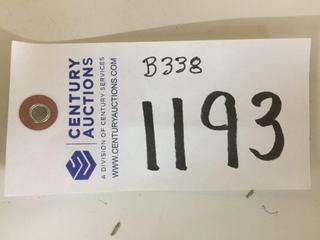 B338
1193
CENTURY
AUCTIONS
A DIVISION OF CENTURY SERVICES
WWW.CENTURYAUCTIONS.COM